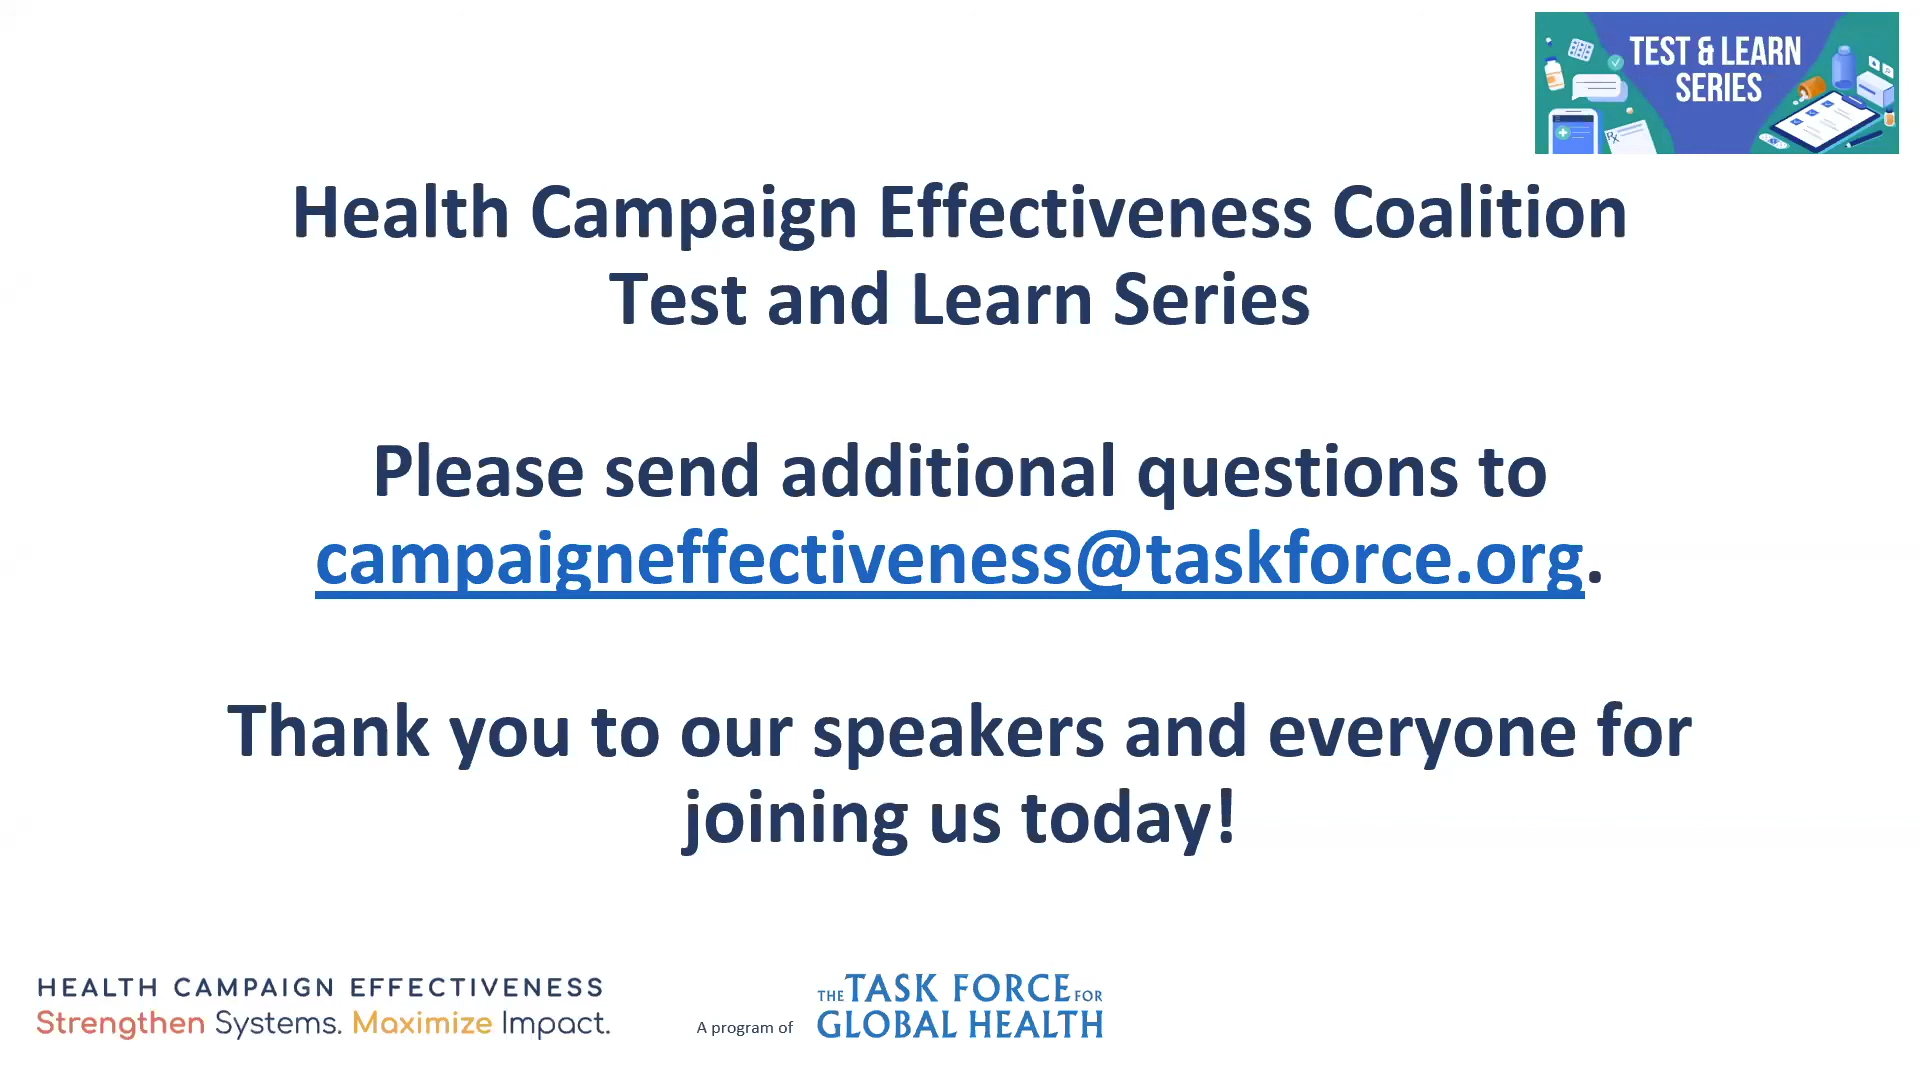 TEST & LEARN
SERIES
Health Campaign Effectiveness Coalition
Test and Learn Series
Please send additional questions to
campaigneffectiveness@taskforce.org.
Thank you to our speakers and everyone for
joining us today!
HEALTH CAMPAIGN EFFECTIVENESS
Strengthen Systems. Maximize Impact.
A program of
THE TASK FORCE FOR
GLOBAL HEALTH